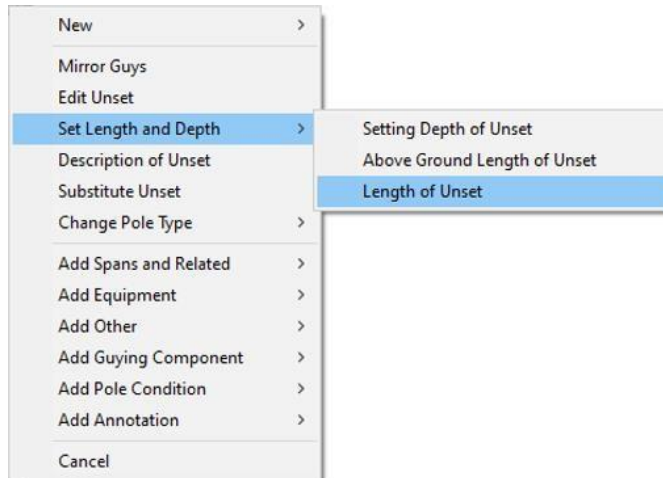 New
Mirror Guys
Edit Unset
Set Length and Depth
Description of Unset
Substitute Unset
Change Pole Type
Add Spans and Related
Add Equipment
Add Other
Add Guying Component
Add Pole Condition
Add Annotation
Cancel
Setting Depth of Unset
Above Ground Length of Unset
Length of Unset